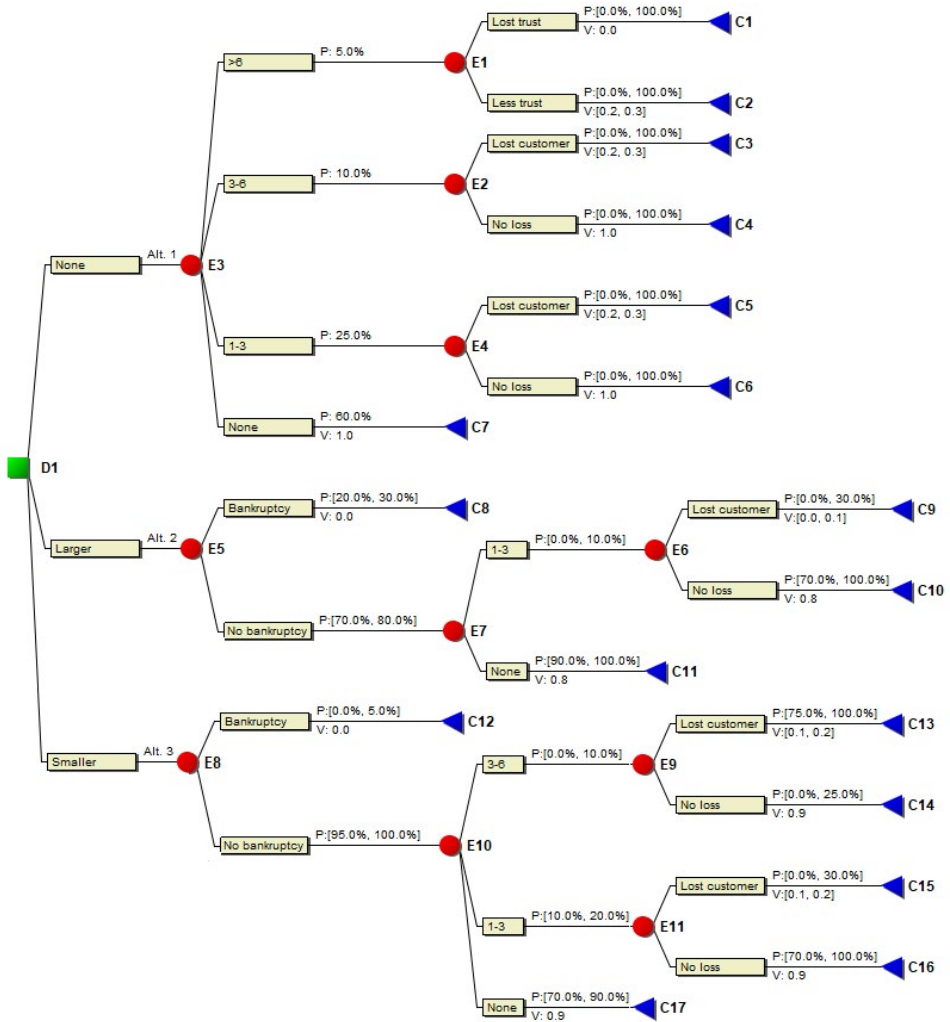 Lost trust P:[0.0%, 100.0%] C1
V: 0.0
>6 P: 5.0% E1
Less trust P:[0.0%, 100.0%] C2
V:[0.2, 0.3]
Lost customer P:[0.0%, 100.0%] C3
V:[0.2, 0.3]
3-6 P: 10.0% E2
No loss P:[0.0%, 100.0%] C4
V: 1.0
None Alt. 1 E3
Lost customer P:[0.0%, 100.0%] C5
V:[0.2, 0.3]
1-3 P: 25.0% E4
No loss P:[0.0%, 100.0%] C6
V: 1.0
None P: 60.0% C7
V: 1.0
D1
Bankruptcy P:[20.0%, 30.0%] C8
V: 0.0
Lost customer P:[0.0%, 30.0%] C9
V:[0.0, 0.1]
Larger Alt. 2 E5
1-3 P:[0.0%, 10.0%] E6
No loss P:[70.0%, 100.0%] C10
V: 0.8
No bankruptcy P:[70.0%, 80.0%] E7
None P:[90.0%, 100.0%] C11
V: 0.8
Bankruptcy P:[0.0%, 5.0%] C12
V: 0.0
Lost customer P:[75.0%, 100.0%] C13
V:[0.1, 0.2]
Smaller Alt. 3 E8
3-6 P:[0.0%, 10.0%] E9
No loss P:[0.0%, 25.0%] C14
V: 0.9
No bankruptcy P:[95.0%, 100.0%] E10
Lost customer P:[0.0%, 30.0%] C15
V:[0.1, 0.2]
1-3 P:[10.0%, 20.0%] E11
No loss P:[70.0%, 100.0%] C16
V: 0.9
None P:[70.0%, 90.0%] C17
V: 0.9